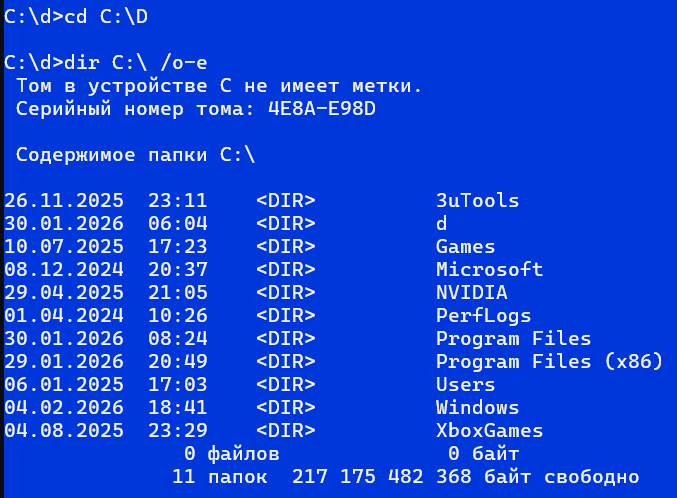 C:\d>cd C:\D
C:\d>dir C:\ /o-e
Том в устройстве C не имеет метки.
Серийный номер тома: 4E8A-E98D
Содержимое папки C:\
26.11.2025  23:11    <DIR>          3uTools
30.01.2026  06:04    <DIR>          d
10.07.2025  17:23    <DIR>          Games
08.12.2024  20:37    <DIR>          Microsoft
29.04.2025  21:05    <DIR>          NVIDIA
01.04.2024  10:26    <DIR>          PerfLogs
30.01.2026  08:24    <DIR>          Program Files
29.01.2026  20:49    <DIR>          Program Files (x86)
06.01.2025  17:03    <DIR>          Users
04.02.2026  18:41    <DIR>          Windows
04.08.2025  23:29    <DIR>          XboxGames
0 файлов              0 байт
11 папок  217 175 482 368 байт свободно